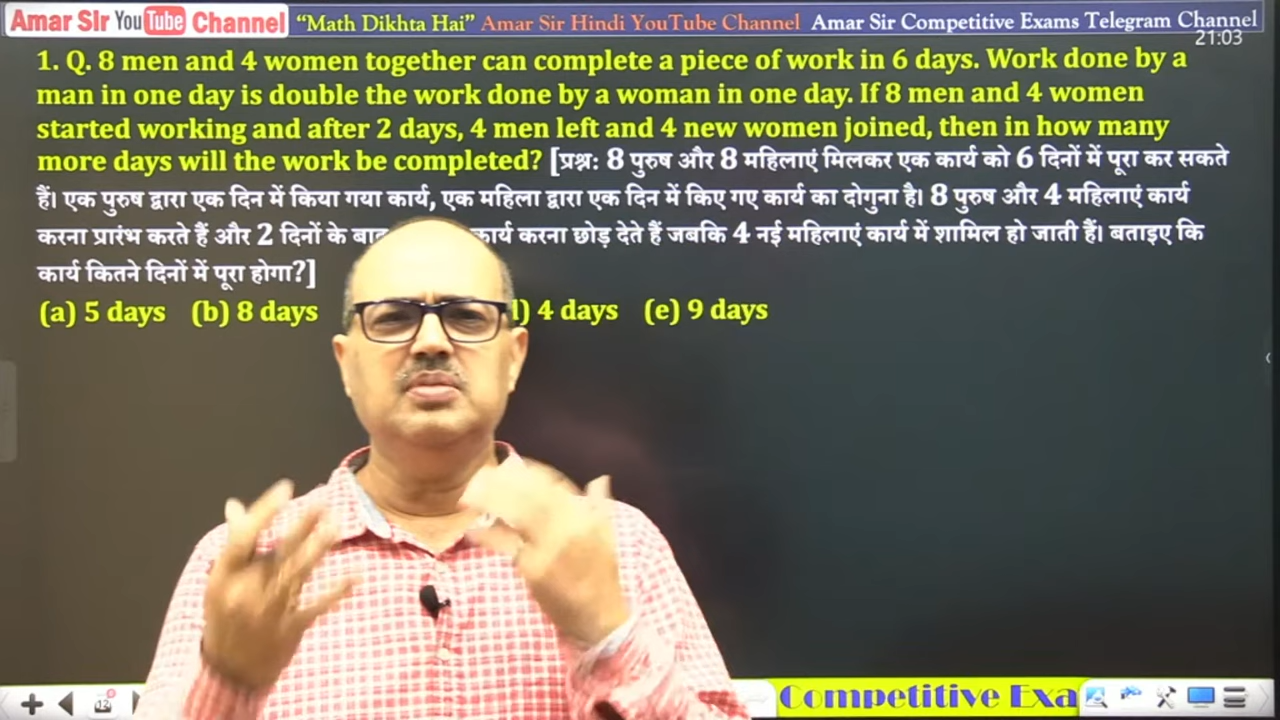 Amar SIr YouTube Channel "Math Dikhta Hai" Amar Sir Hindi YouTube Channel Amar Sir Competitive Exams Telegram Channel
21:03
1. Q. 8 men and 4 women together can complete a piece of work in 6 days. Work done by a
man in one day is double the work done by a woman in one day. If 8 men and 4 women
started working and after 2 days, 4 men left and 4 new women joined, then in how many
more days will the work be completed? [प्रश्न: 8 पुरुष और 8 महिलाएं मिलकर एक कार्य को 6 दिनों में पूरा कर सकते
हैं। एक पुरुष द्वारा एक दिन में किया गया कार्य, एक महिला द्वारा एक दिन में किए गए कार्य का दोगुना है। 8 पुरुष और 4 महिलाएं कार्य
करना प्रारंभ करते हैं और 2 दिनों के बाद कार्य करना छोड़ देते हैं जबकि 4 नई महिलाएं कार्य में शामिल हो जाती हैं। बताइए कि
कार्य कितने दिनों में पूरा होगा?]
(a) 5 days (b) 8 days d) 4 days (e) 9 days
Competitive Exa